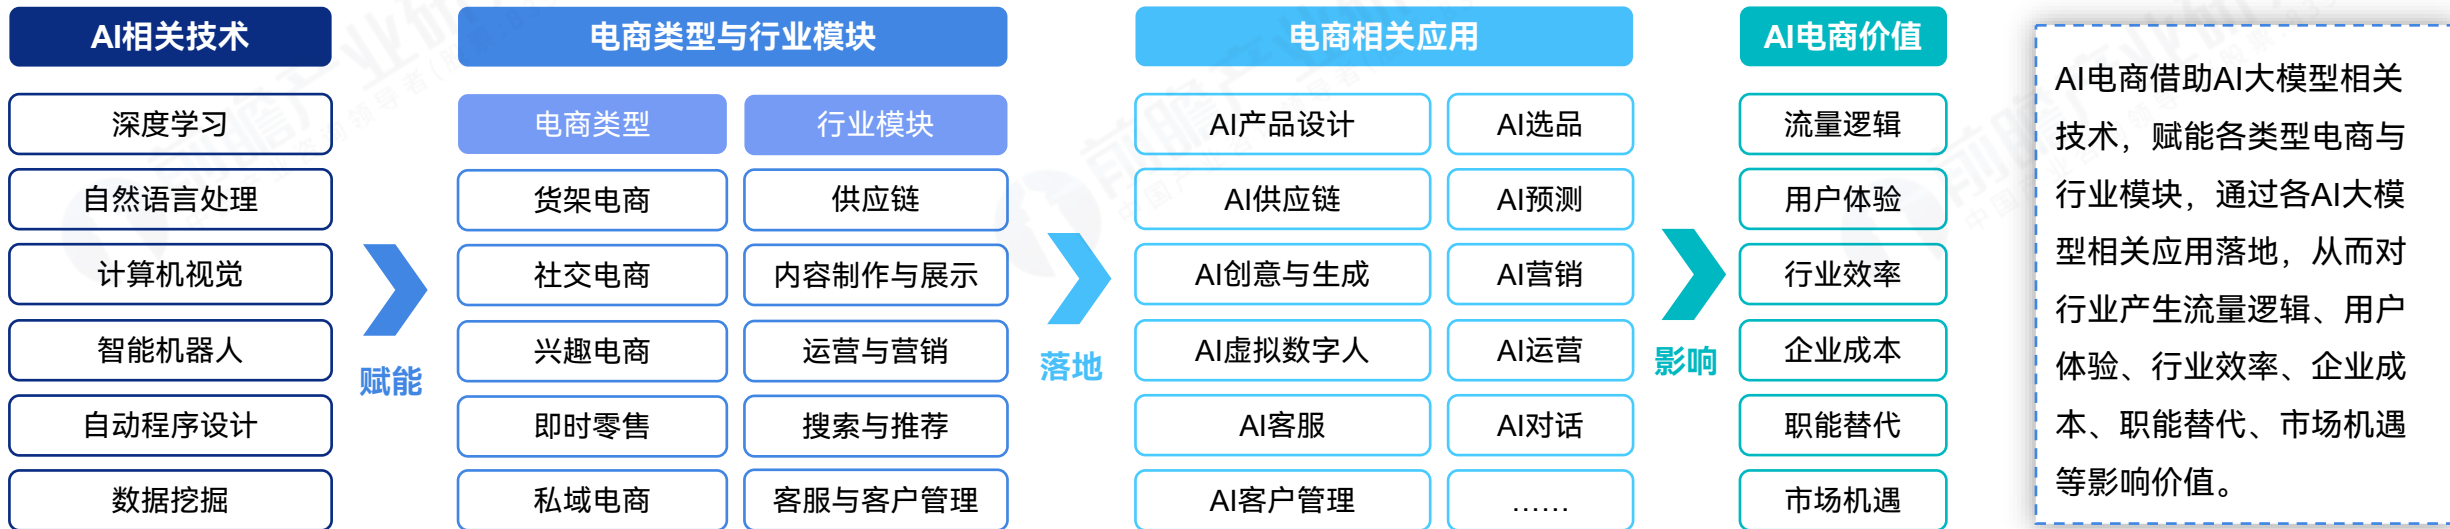 AI相关技术
深度学习
自然语言处理
计算机视觉
智能机器人
自动程序设计
数据挖掘
赋能
电商类型与行业模块
电商类型
行业模块
货架电商
供应链
社交电商
内容制作与展示
兴趣电商
运营与营销
即时零售
搜索与推荐
私域电商
客服与客户管理
落地
电商相关应用
AI产品设计
AI选品
AI供应链
AI预测
AI创意与生成
AI营销
AI虚拟数字人
AI运营
AI客服
AI对话
AI客户管理
……
影响
AI电商价值
流量逻辑
用户体验
行业效率
企业成本
职能替代
市场机遇
AI电商借助AI大模型相关
技术，赋能各类型电商与
行业模块，通过各AI大模
型相关应用落地，从而对
行业产生流量逻辑、用户
体验、行业效率、企业成
本、职能替代、市场机遇
等影响价值。